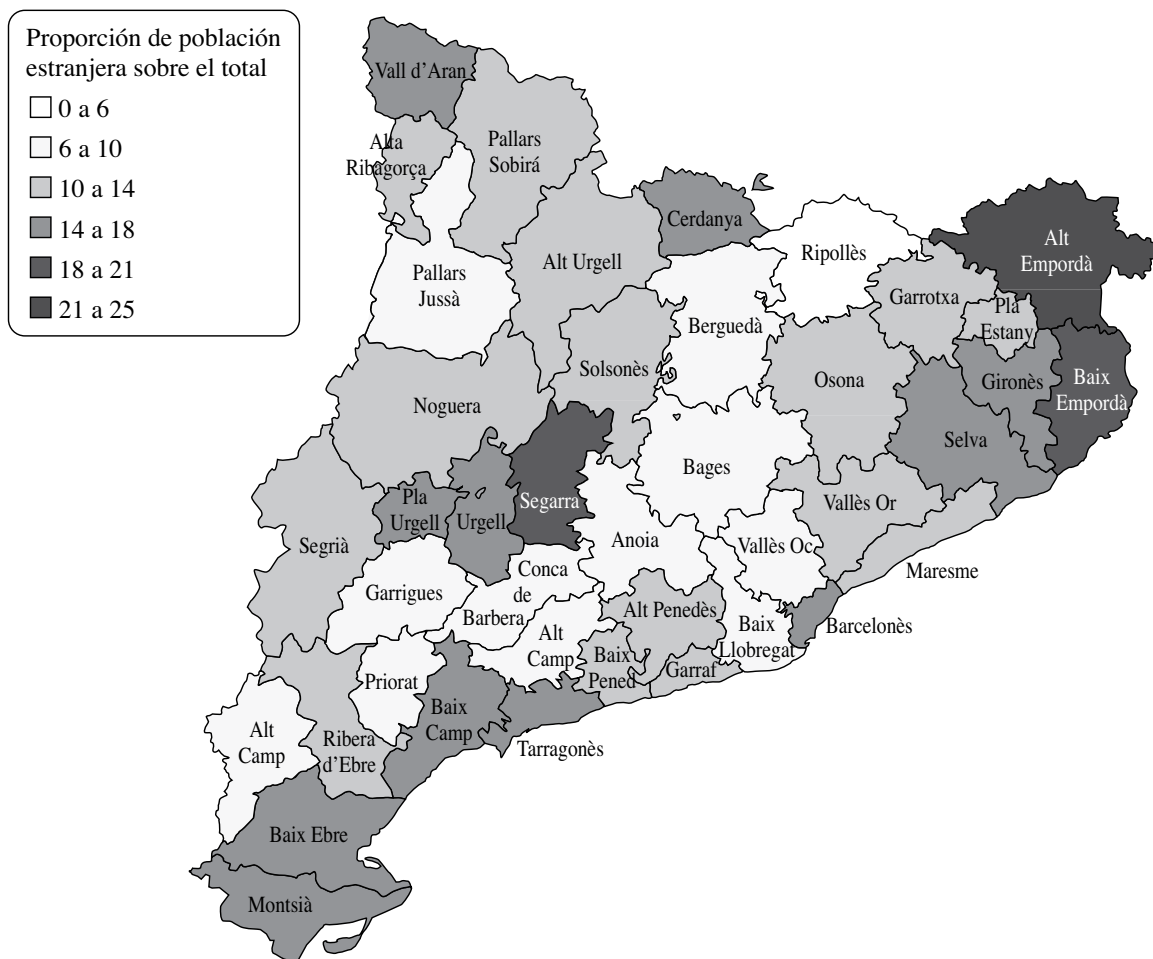 Proporción de población
estranjera sobre el total
0 a 6
6 a 10
10 a 14
14 a 18
18 a 21
21 a 25
Vall d’Aran
Alta
Ribagorça
Pallars
Sobirá
Cerdanya
Ripollès
Alt
Empordà
Alt Urgell
Pallars
Jussà
Garrotxa
Pla
Estany
Berguedà
Solsonès
Osona
Gironès
Baix
Empordà
Noguera
Selva
Bages
Segarra
Pla
Urgell
Urgell
Vallès Or
Segrià
Anoia
Vallès Oc
Conca
de
Barbera
Maresme
Garrigues
Alt Penedès
Baix
Llobregat
Barcelonès
Alt
Camp
Baix
Pened
Garraf
Priorat
Baix
Camp
Alt
Camp
Ribera
d’Ebre
Tarragonès
Baix Ebre
Montsià